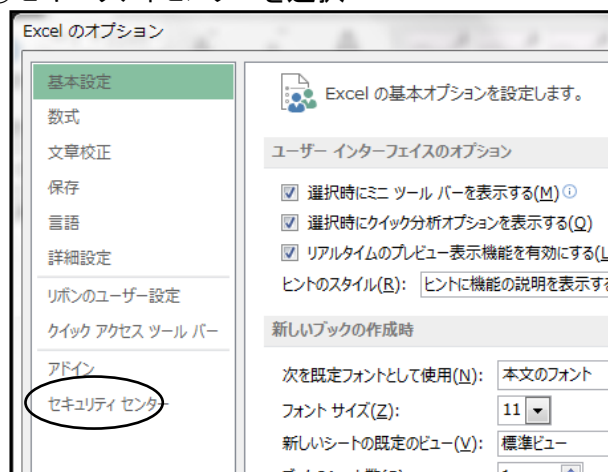 Excel のオプション
基本設定
数式
文章校正
保存
言語
詳細設定
リボンのユーザー設定
クイック アクセス ツール バー
アドイン
セキュリティ センター
Excel の基本オプションを設定します。
ユーザー インターフェイスのオプション
選択時にミニ ツール バーを表示する(M)
選択時にクイック分析オプションを表示する(Q)
リアルタイムのプレビュー表示機能を有効にする(L
ヒントのスタイル(R): ヒントに機能の説明を表示する
新しいブックの作成時
次を既定フォントとして使用(N): 本文のフォント
フォント サイズ(Z): 11
新しいシートの既定のビュー(V): 標準ビュー